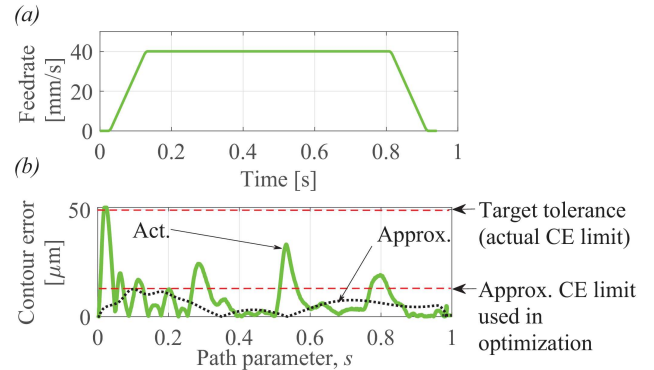 (a)
Feedrate
[mm/s]
40
20
0
0 0.2 0.4 0.6 0.8 1
Time [s]
(b)
Contour error
[μm]
50
0
Act.
Approx.
Target tolerance
(actual CE limit)
Approx. CE limit
used in
optimization
0 0.2 0.4 0.6 0.8 1
Path parameter, s